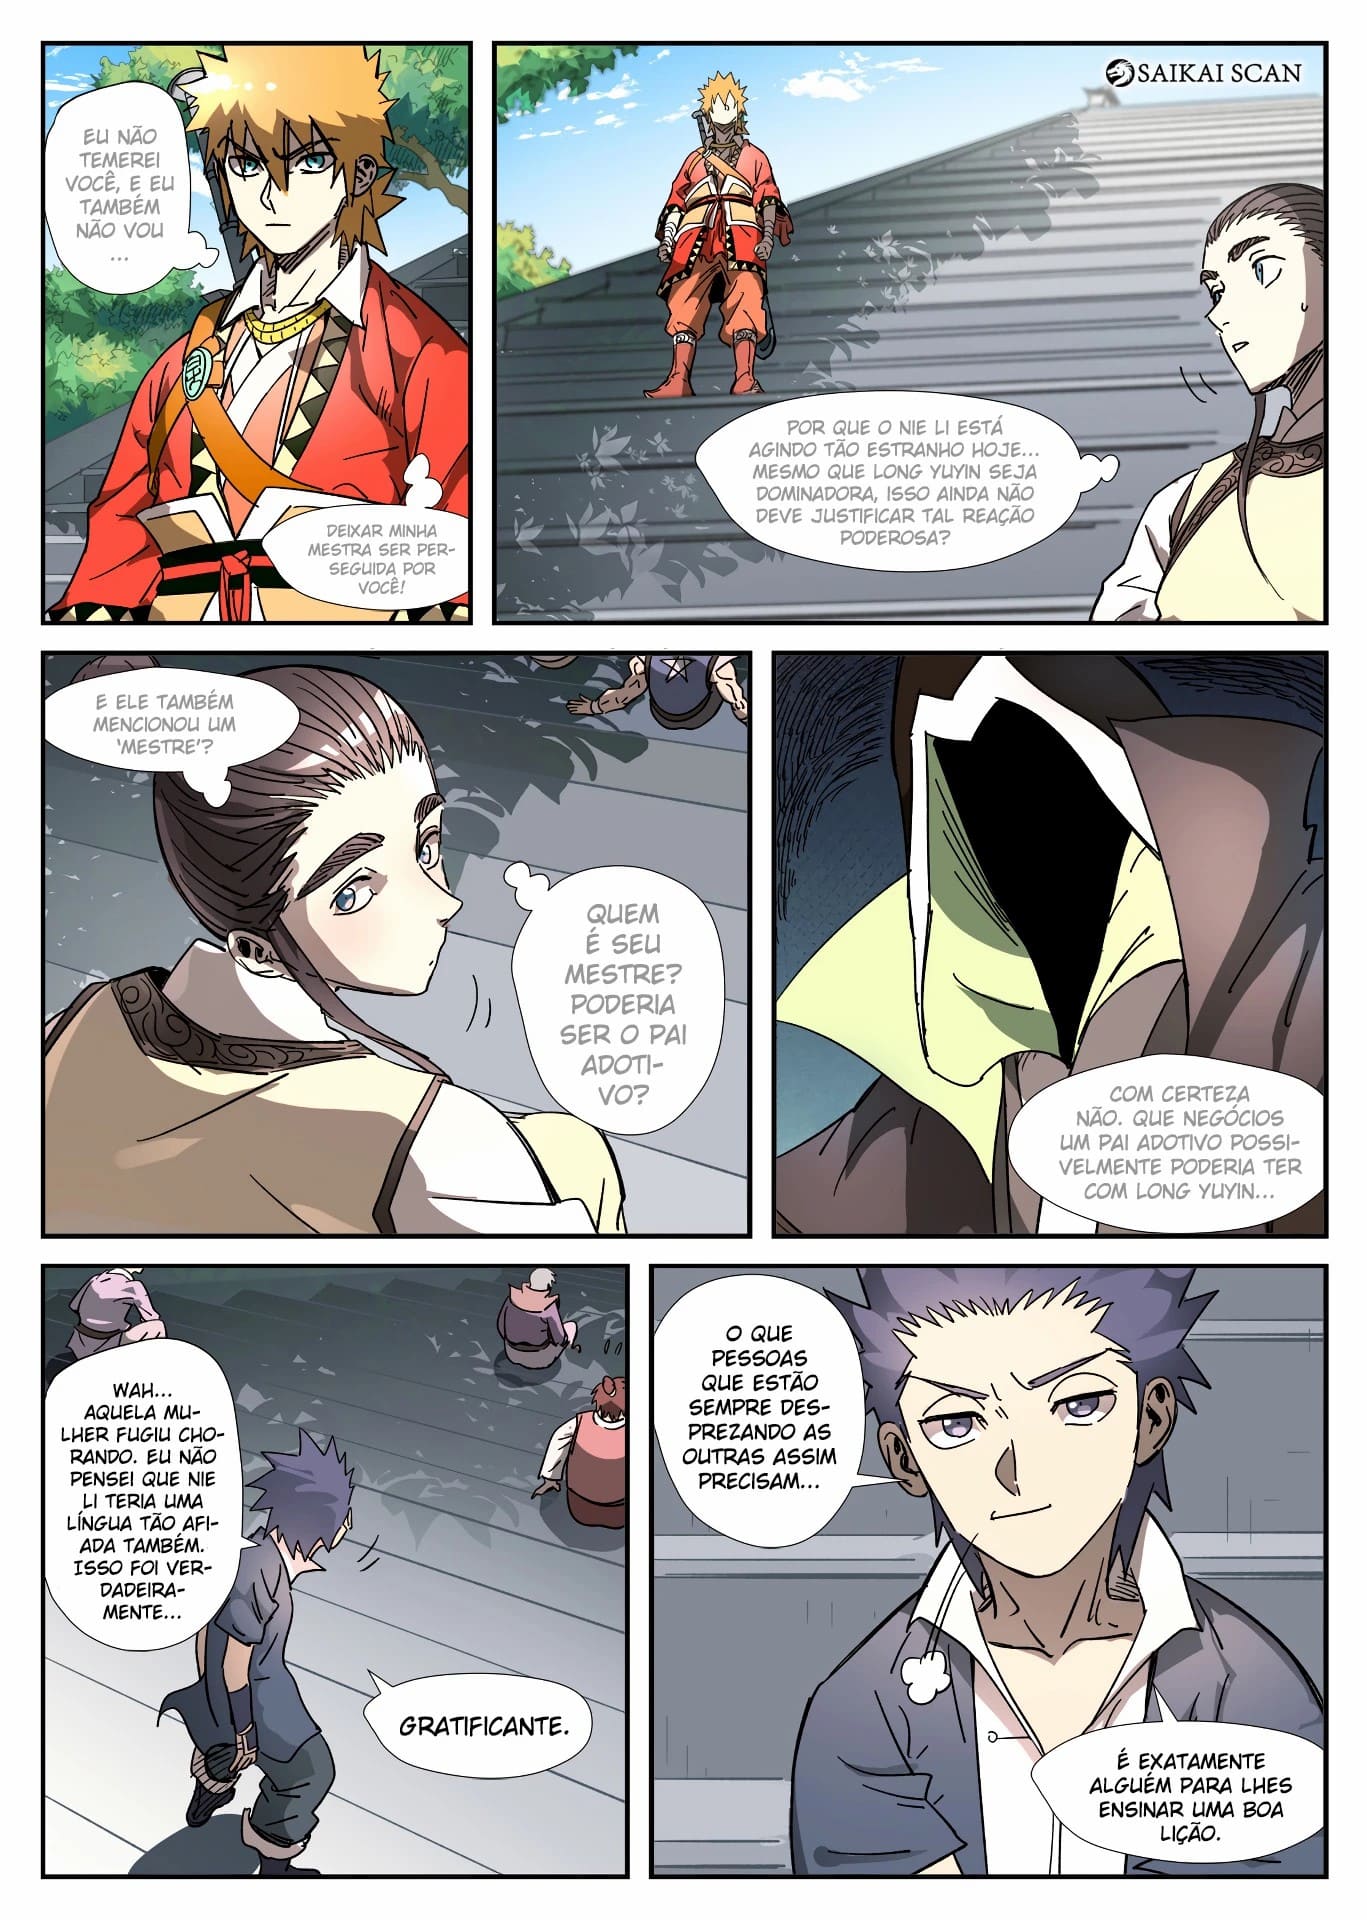 SAIKAI SCAN
EU NÃO
TEMEREI
VOCÊ, E EU
TAMBÉM
NÃO VOU
...
DEIXAR MINHA
MESTRA SER PER-
SEGUIDA POR
VOCÊ!
POR QUE O NIE LI ESTÁ
AGINDO TÃO ESTRANHO HOJE...
MESMO QUE LONG YUYIN SEJA
DOMINADORA, ISSO AINDA NÃO
DEVE JUSTIFICAR TAL REAÇÃO
PODEROSA?
E ELE TAMBÉM
MENCIONOU UM
'MESTRE'?
QUEM
É SEU
MESTRE?
PODERIA
SER O PAI
ADOTI-
VO?
COM CERTEZA
NÃO. QUE NEGÓCIOS
UM PAI ADOTIVO POSSI-
VELMENTE PODERIA TER
COM LONG YUYIN...
WAH...
AQUELA MU-
LHER FUGIU CHO-
RANDO. EU NÃO
PENSEI QUE NIE
LI TERIA UMA
LÍNGUA TÃO AFI-
ADA TAMBÉM.
ISSO FOI VER-
DADEIRA-
MENTE...
GRATIFICANTE.
O QUE
PESSOAS
QUE ESTÃO
SEMPRE DES-
PREZANDO AS
OUTRAS ASSIM
PRECISAM...
É EXATAMENTE
ALGUÉM PARA LHES
ENSINAR UMA BOA
LIÇÃO.